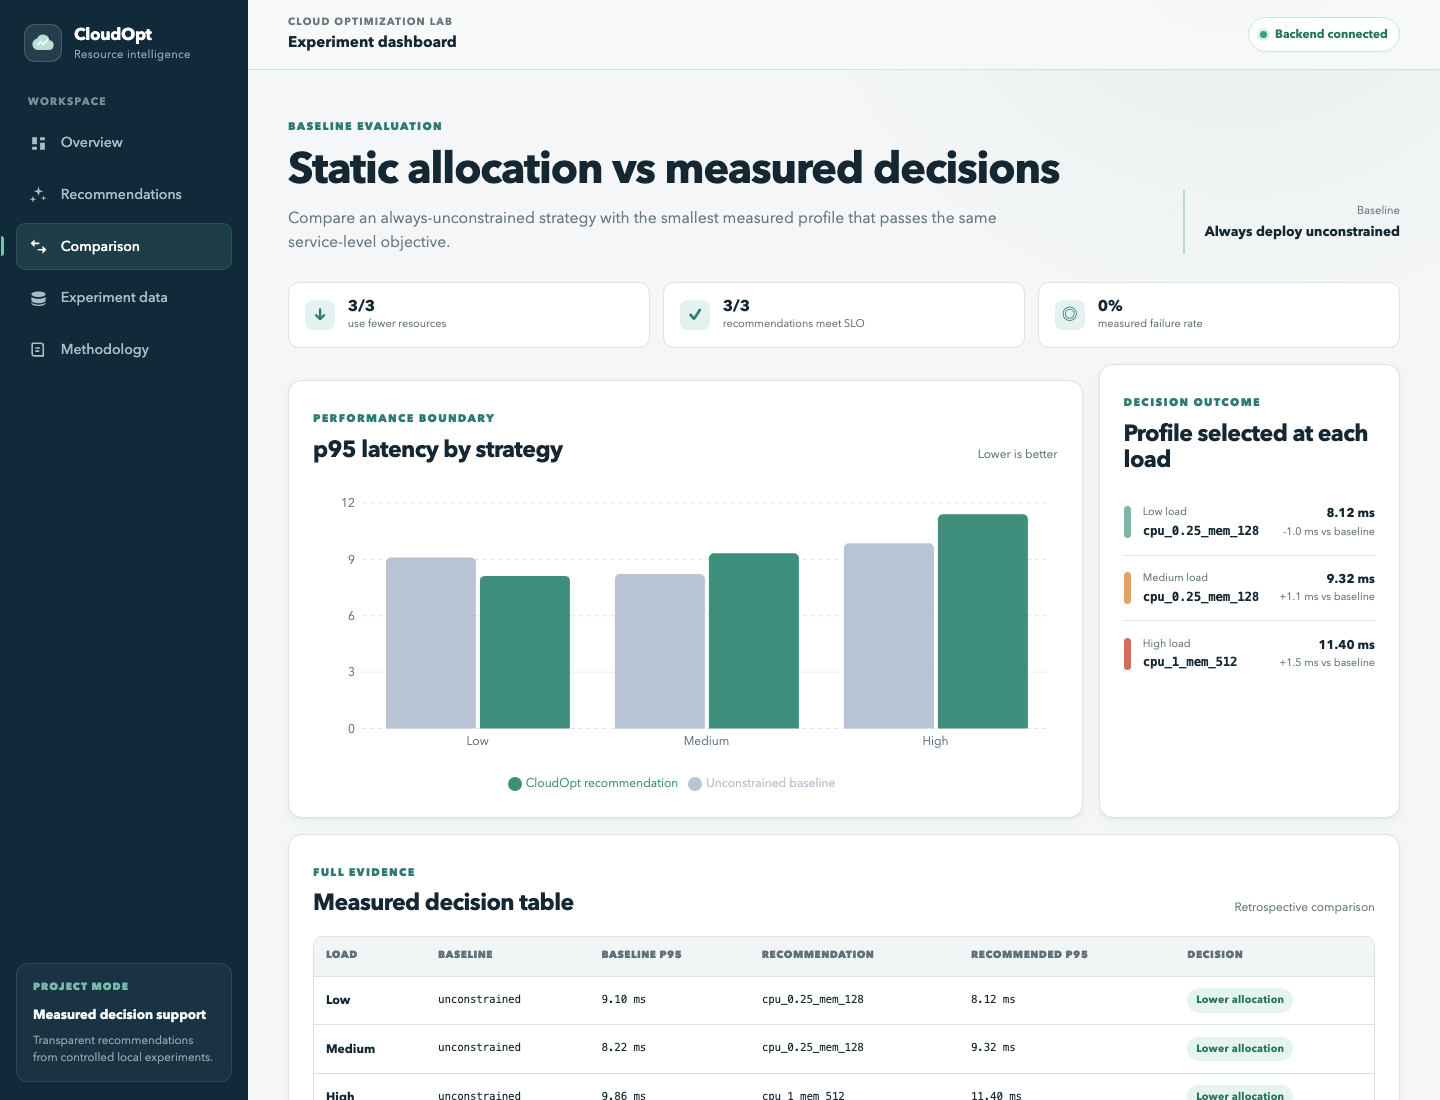 CloudOpt
Resource intelligence
WORKSPACE
Overview
Recommendations
Comparison
Experiment data
Methodology
PROJECT MODE
Measured decision support
Transparent recommendations
from controlled local experiments.
CLOUD OPTIMIZATION LAB
Experiment dashboard
Backend connected
BASELINE EVALUATION
Static allocation vs measured decisions
Compare an always-unconstrained strategy with the smallest measured profile that passes the same
service-level objective.
Baseline
Always deploy unconstrained
3/3
use fewer resources
3/3
recommendations meet SLO
0%
measured failure rate
PERFORMANCE BOUNDARY
p95 latency by strategy
Lower is better
12
9
6
3
0
Low
Medium
High
CloudOpt recommendation
Unconstrained baseline
DECISION OUTCOME
Profile selected at each
load
Low load
8.12 ms
cpu_0.25_mem_128
-1.0 ms vs baseline
Medium load
9.32 ms
cpu_0.25_mem_128
+1.1 ms vs baseline
High load
11.40 ms
cpu_1_mem_512
+1.5 ms vs baseline
FULL EVIDENCE
Measured decision table
Retrospective comparison
LOAD BASELINE BASELINE P95 RECOMMENDATION RECOMMENDED P95 DECISION
Low unconstrained 9.10 ms cpu_0.25_mem_128 8.12 ms Lower allocation
Medium unconstrained 8.22 ms cpu_0.25_mem_128 9.32 ms Lower allocation
High unconstrained 9.86 ms cpu_1_mem_512 11.40 ms Lower allocation